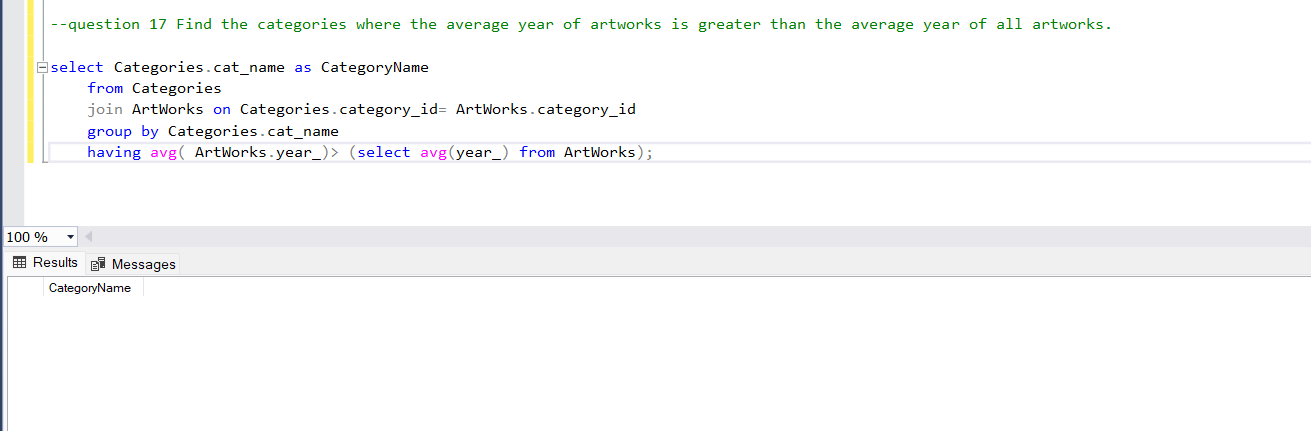 --question 17 Find the categories where the average year of artworks is greater than the average year of all artworks.
select Categories.cat_name as CategoryName
from Categories
join ArtWorks on Categories.category_id= ArtWorks.category_id
group by Categories.cat_name
having avg( ArtWorks.year_)> (select avg(year_) from ArtWorks);
100 %
Results Messages
CategoryName